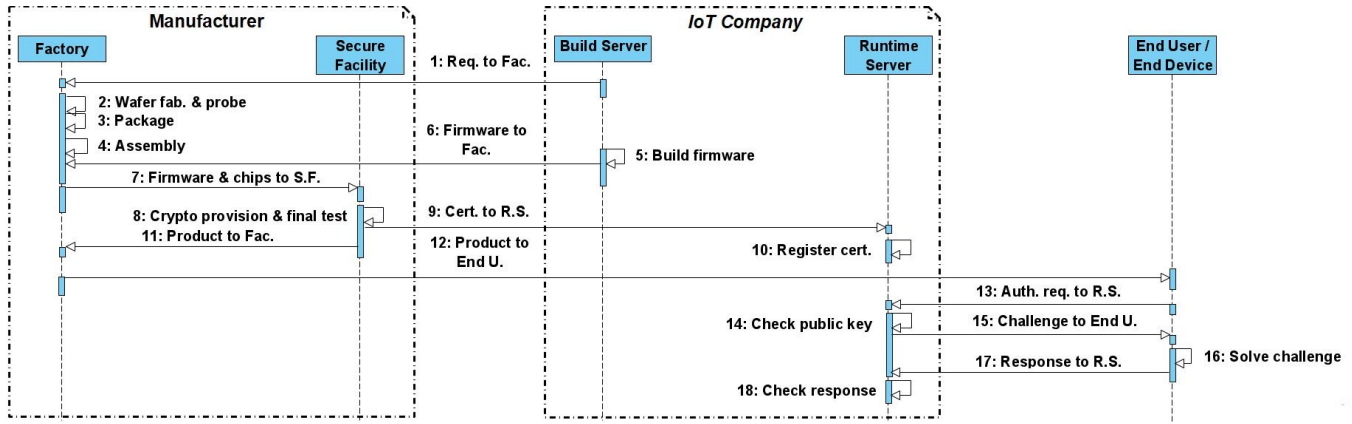 Manufacturer
IoT Company
Factory
Secure
Facility
Build Server
Runtime
Server
End User /
End Device
1: Req. to Fac.
2: Wafer fab. & probe
3: Package
4: Assembly
5: Build firmware
6: Firmware to
Fac.
7: Firmware & chips to S.F.
8: Crypto provision & final test
9: Cert. to R.S.
10: Register cert.
11: Product to Fac.
12: Product to
End U.
13: Auth. req. to R.S.
14: Check public key
15: Challenge to End U.
16: Solve challenge
17: Response to R.S.
18: Check response